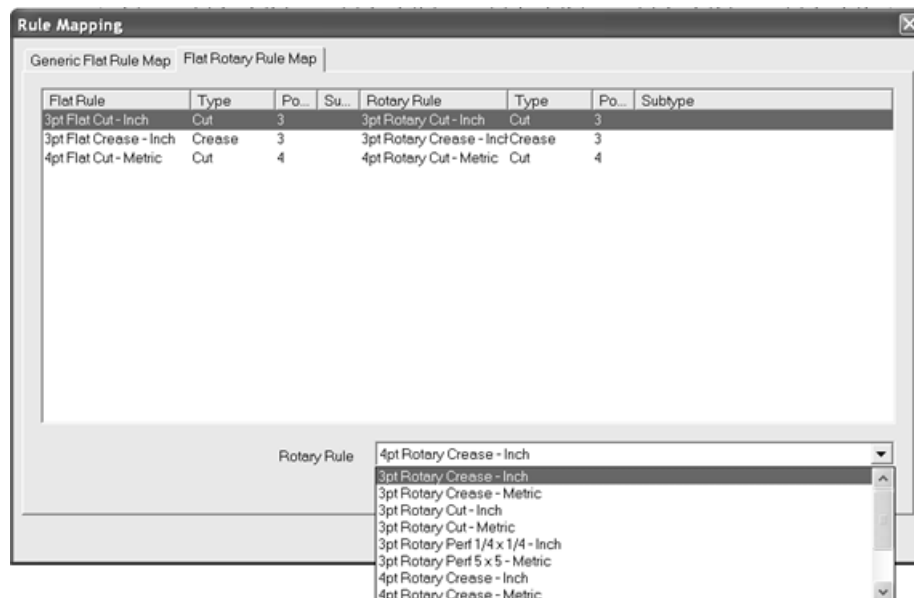 Rule Mapping
Generic Flat Rule Map Flat Rotary Rule Map
Flat Rule Type Po... Su... Rotary Rule Type Po... Subtype
3pt Flat Cut - Inch Cut 3 3pt Rotary Cut - Inch Cut 3
3pt Flat Crease - Inch Crease 3 3pt Rotary Crease - Inch Crease 3
4pt Flat Cut - Metric Cut 4 4pt Rotary Cut - Metric Cut 4
Rotary Rule 4pt Rotary Crease - Inch
3pt Rotary Crease - Inch
3pt Rotary Crease - Metric
3pt Rotary Cut - Inch
3pt Rotary Cut - Metric
3pt Rotary Perf 1/4 x 1/4 - Inch
3pt Rotary Perf 5 x 5 - Metric
4pt Rotary Crease - Inch
4pt Rotary Crease - Metric